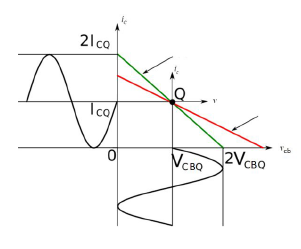 i_c
2I_CQ
i_c
Q
I_CQ
v
0
V_CBQ
2V_CBQ
v_cb